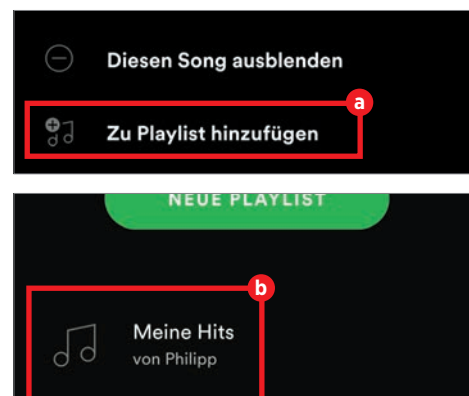 Diesen Song ausblenden
a
Zu Playlist hinzufügen
NEUE PLAYLIST
b
Meine Hits
von Philipp